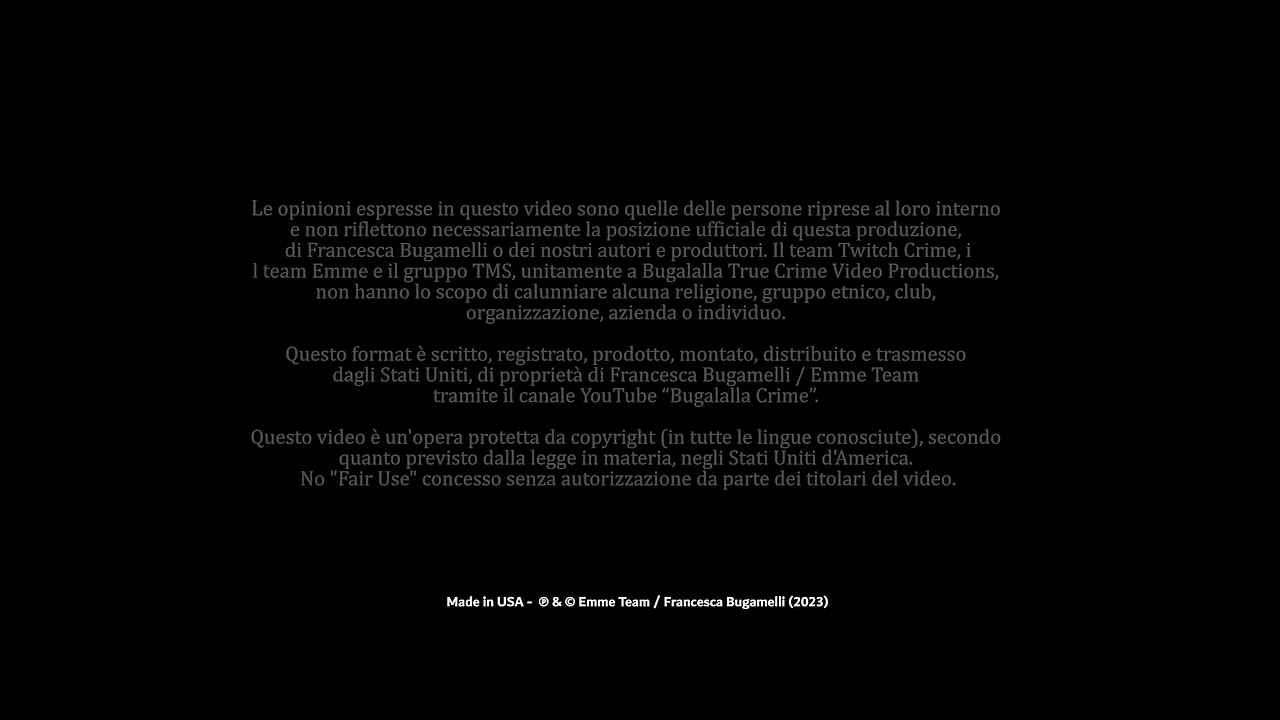 Le opinioni espresse in questo video sono quelle delle persone riprese al loro interno
e non riflettono necessariamente la posizione ufficiale di questa produzione,
di Francesca Bugamelli o dei nostri autori e produttori. Il team Twitch Crime, i
l team Emme e il gruppo TMS, unitamente a Bugalalla True Crime Video Productions,
non hanno lo scopo di calunniare alcuna religione, gruppo etnico, club,
organizzazione, azienda o individuo.
Questo format è scritto, registrato, prodotto, montato, distribuito e trasmesso
dagli Stati Uniti, di proprietà di Francesca Bugamelli / Emme Team
tramite il canale YouTube “Bugalalla Crime”.
Questo video è un'opera protetta da copyright (in tutte le lingue conosciute), secondo
quanto previsto dalla legge in materia, negli Stati Uniti d'America.
No "Fair Use" concesso senza autorizzazione da parte dei titolari del video.
Made in USA - ℗ & © Emme Team / Francesca Bugamelli (2023)